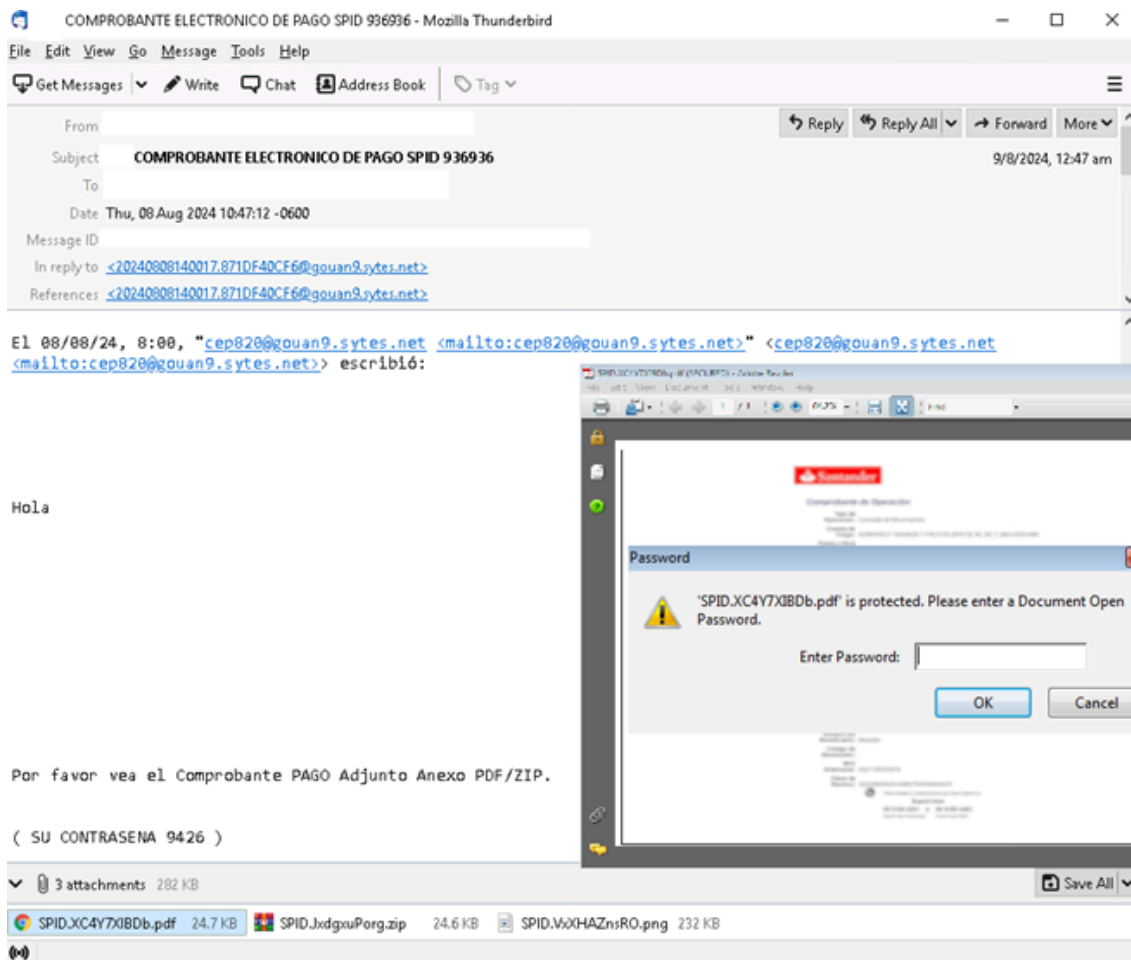 COMPROBANTE ELECTRONICO DE PAGO SPID 936936 - Mozilla Thunderbird
File Edit View Go Message Tools Help
Get Messages Write Chat Address Book Tag
From Reply Reply All Forward More
Subject COMPROBANTE ELECTRONICO DE PAGO SPID 936936 9/8/2024, 12:47 am
To
Date Thu, 08 Aug 2024 10:47:12 -0600
Message ID
In reply to <20240808140017.871DF40CF6@gouan9.sytes.net>
References <20240808140017.871DF40CF6@gouan9.sytes.net>
El 08/08/24, 8:00, "cep820@gouan9.sytes.net <mailto:cep820@gouan9.sytes.net>" <cep820@gouan9.sytes.net
<mailto:cep820@gouan9.sytes.net>> escribió:
Santander
Comprobante de Operación
Hola
Password
'SPID.XC4Y7XIBDb.pdf' is protected. Please enter a Document Open
Password.
Enter Password:
OK Cancel
Por favor vea el Comprobante PAGO Adjunto Anexo PDF/ZIP.
( SU CONTRASENA 9426 )
3 attachments 282 KB Save All
SPID.XC4Y7XIBDb.pdf 24.7 KB SPID.JxdgxuPorg.zip 24.6 KB SPID.VxXHAZnsRO.png 232 KB